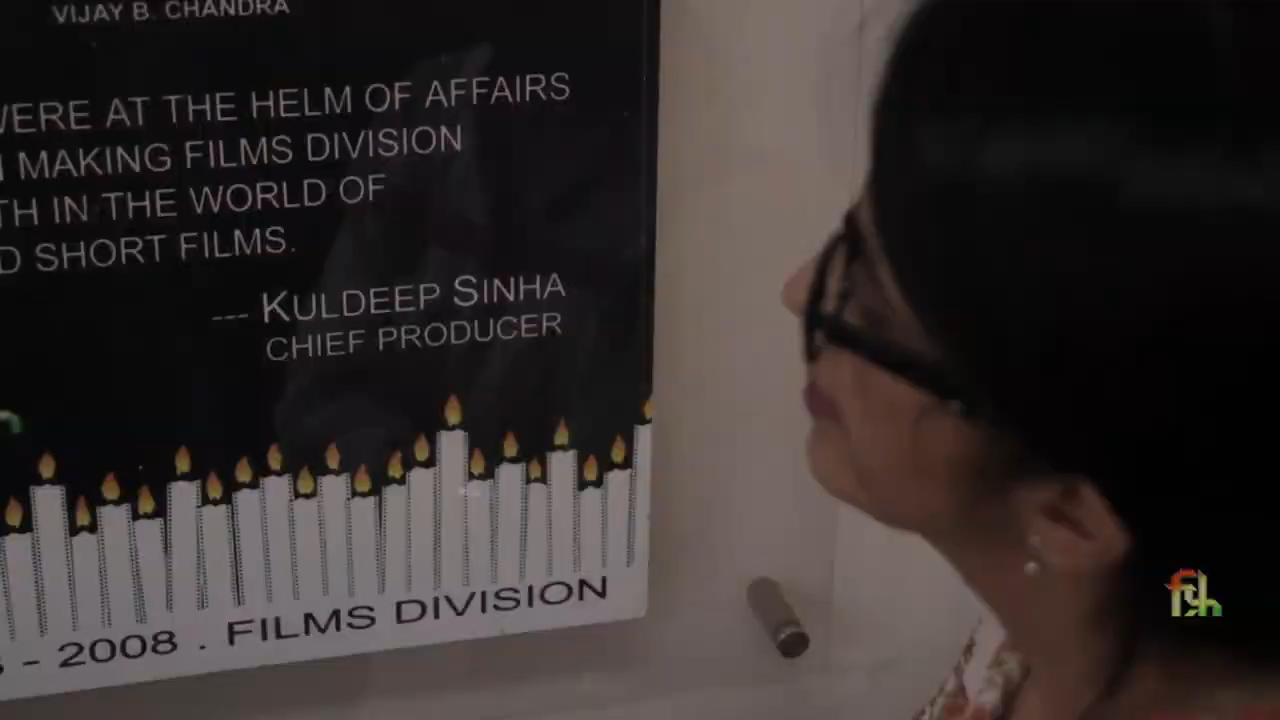 VIJAY B. CHANDRA
WERE AT THE HELM OF AFFAIRS
MAKING FILMS DIVISION
TH IN THE WORLD OF
D SHORT FILMS.
--- KULDEEP SINHA
CHIEF PRODUCER
- 2008 . FILMS DIVISION